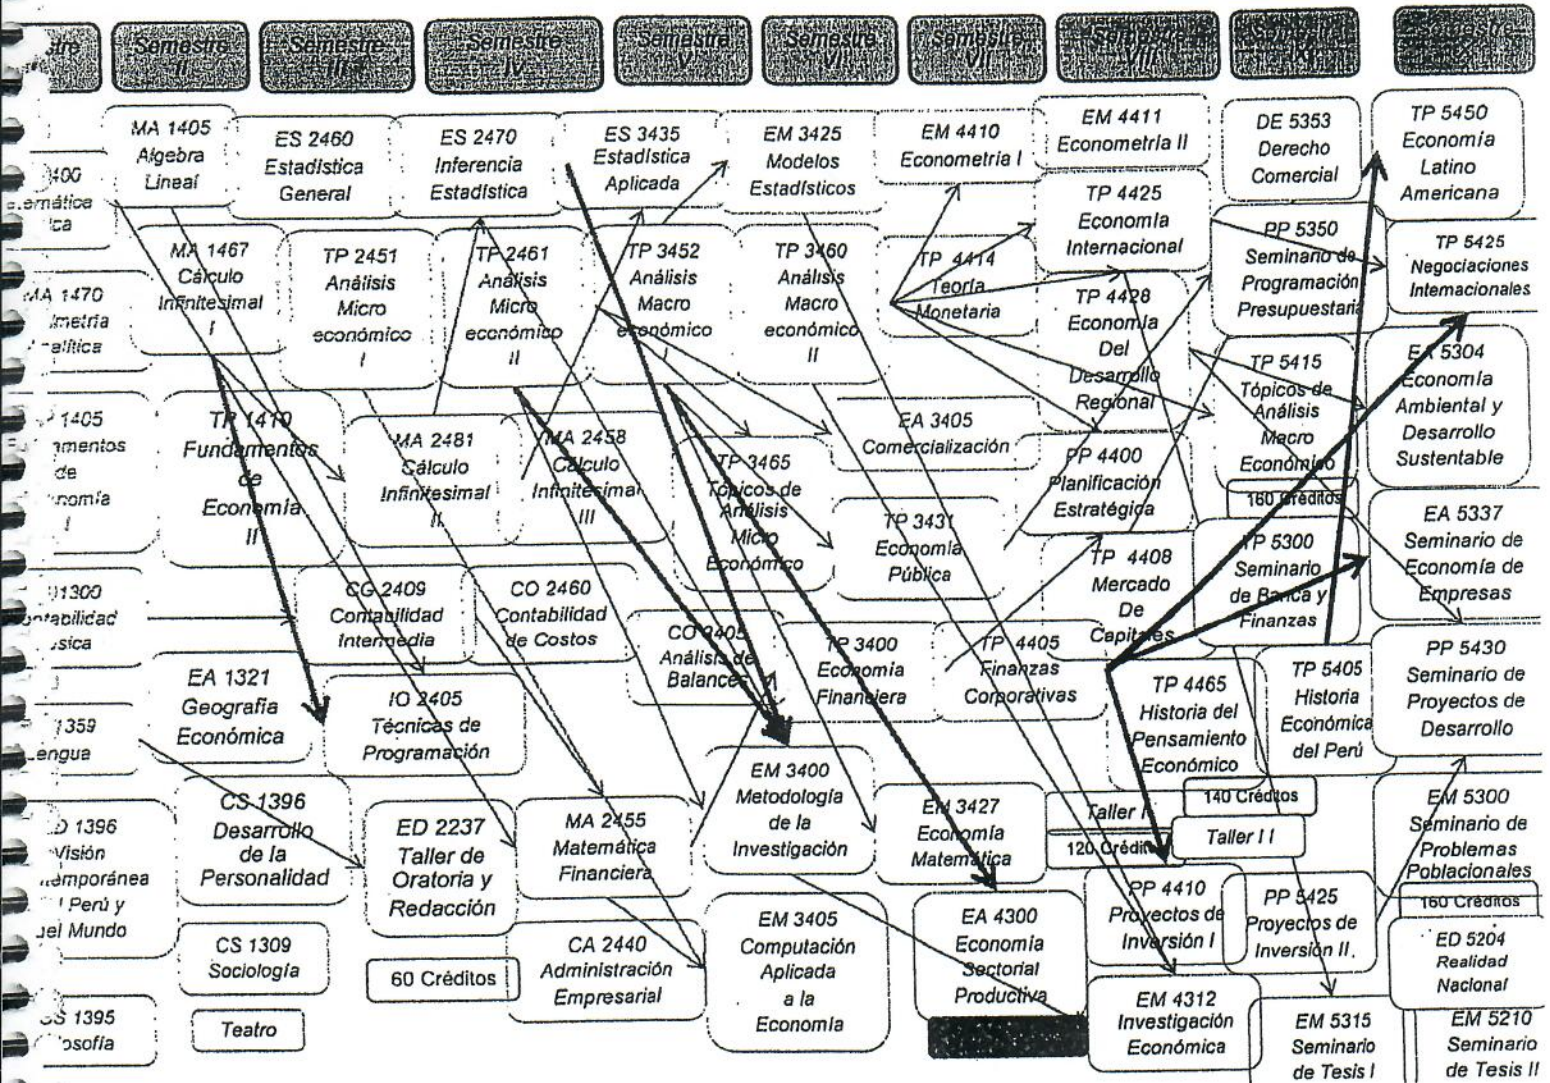 Semestre
II
Semestre
III
Semestre
IV
Semestre
V
Semestre
VI
Semestre
VII
Semestre
VIII
Semestre
Semestre
MA 1405
Algebra
Lineal
MA 1467
Cálculo
Infinitesimal
I
TP 1410
Fundamentos
de
Economía
II
EA 1321
Geografía
Económica
CS 1396
Desarrollo
de la
Personalidad
CS 1309
Sociología
Teatro
ES 2460
Estadística
General
TP 2451
Análisis
Micro
económico
I
MA 2481
Cálculo
Infinitesimal
II
CG 2409
Contabilidad
Intermedia
IO 2405
Técnicas de
Programación
ED 2237
Taller de
Oratoria y
Redacción
60 Créditos
ES 2470
Inferencia
Estadística
TP 2461
Análisis
Micro
económico
II
MA 2458
Cálculo
Infinitesimal
III
CO 2460
Contabilidad
de Costos
MA 2455
Matemática
Financiera
CA 2440
Administración
Empresarial
ES 3435
Estadística
Aplicada
TP 3452
Análisis
Macro
económico
I
TP 3465
Tópicos de
Análisis
Micro
Económico
CO 3405
Análisis de
Balances
EM 3400
Metodología
de la
Investigación
EM 3405
Computación
Aplicada
a la
Economía
EM 3425
Modelos
Estadísticos
TP 3460
Análisis
Macro
económico
II
EA 3405
Comercialización
TP 3431
Economía
Pública
TP 3400
Economía
Financiera
EM 3427
Economía
Matemática
EA 4300
Economía
Sectorial
Productiva
EM 4410
Econometría I
TP 4414
Teoría
Monetaria
TP 4405
Finanzas
Corporativas
EM 4411
Econometría II
TP 4425
Economía
Internacional
TP 4428
Economía
Del
Desarrollo
Regional
PP 4400
Planificación
Estratégica
TP 4408
Mercado
De
Capitales
TP 4465
Historia del
Pensamiento
Económico
Taller I
120 Créditos
PP 4410
Proyectos de
Inversión I
EM 4312
Investigación
Económica
DE 5353
Derecho
Comercial
PP 5350
Seminario de
Programación
Presupuestaria
TP 5415
Tópicos de
Análisis
Macro
Económico
160 Créditos
TP 5300
Seminario
de Banca y
Finanzas
TP 5405
Historia
Económica
del Perú
140 Créditos
Taller I I
PP 5425
Proyectos de
Inversión II
EM 5315
Seminario
de Tesis I
TP 5450
Economía
Latino
Americana
TP 5425
Negociaciones
Internacionales
EA 5304
Economía
Ambiental y
Desarrollo
Sustentable
EA 5337
Seminario de
Economía de
Empresas
PP 5430
Seminario de
Proyectos de
Desarrollo
EM 5300
Seminario de
Problemas
Poblacionales
160 Créditos
ED 5204
Realidad
Nacional
EM 5210
Seminario
de Tesis II